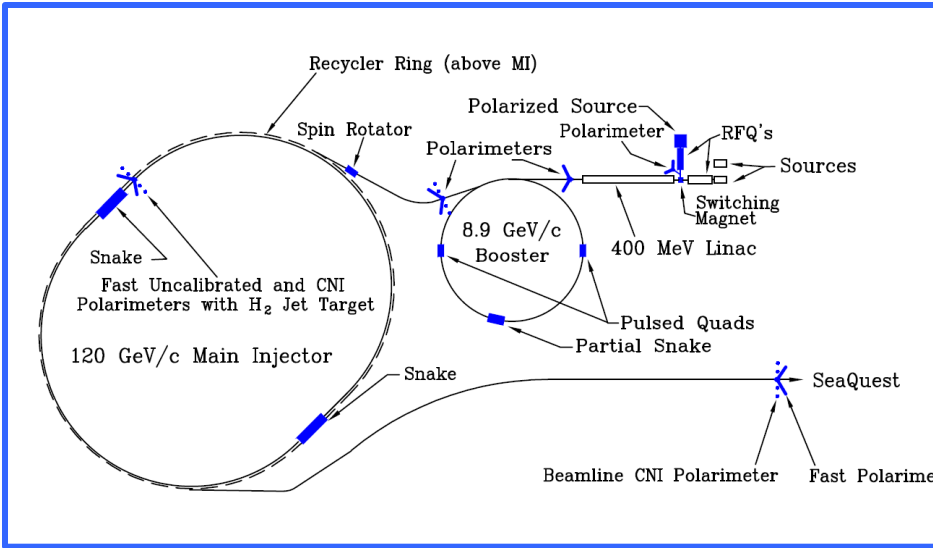 Recycler Ring (above MI)
Polarized Source
Spin Rotator
Polarimeter
RFQ's
Polarimeters
Sources
Switching
Magnet
8.9 GeV/c
Booster
400 MeV Linac
Snake
Fast Uncalibrated and CNI
Polarimeters with H₂ Jet Target
Pulsed Quads
Partial Snake
120 GeV/c Main Injector
Snake
SeaQuest
Beamline CNI Polarimeter
Fast Polarime